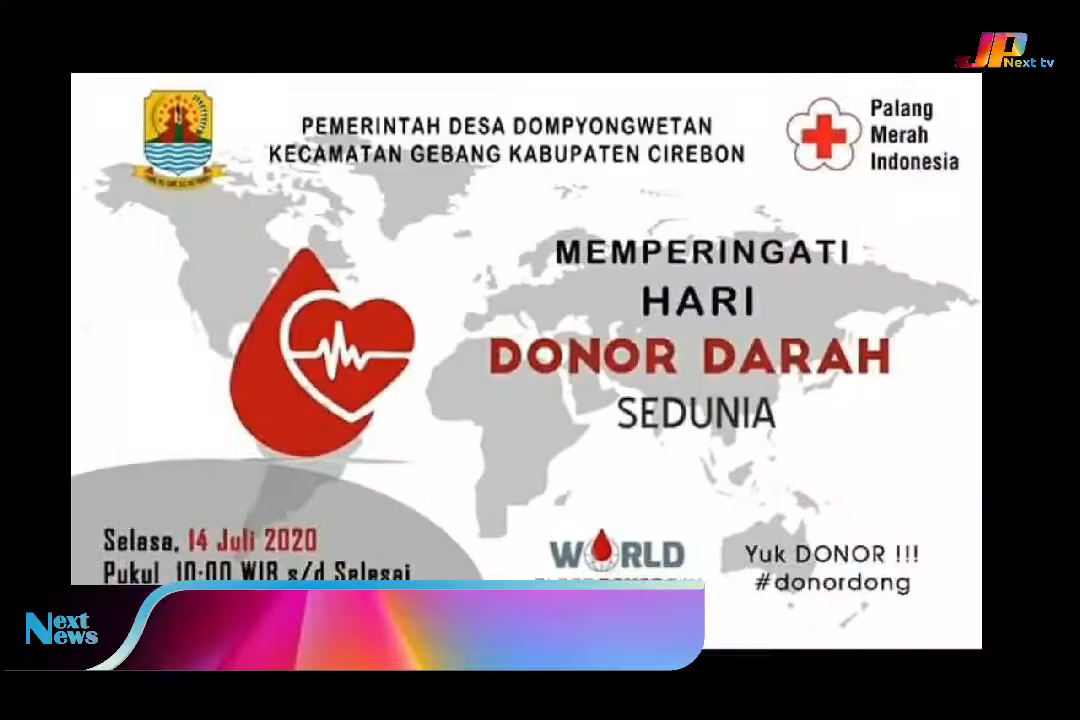 JP
Next tv
PEMERINTAH DESA DOMPYONGWETAN
KECAMATAN GEBANG KABUPATEN CIREBON
Palang
Merah
Indonesia
MEMPERINGATI
HARI
DONOR DARAH
SEDUNIA
Selasa, 14 Juli 2020
Pukul 10:00 WIB s/d Selesai
WORLD
Yuk DONOR !!!
#donordong
Next
News